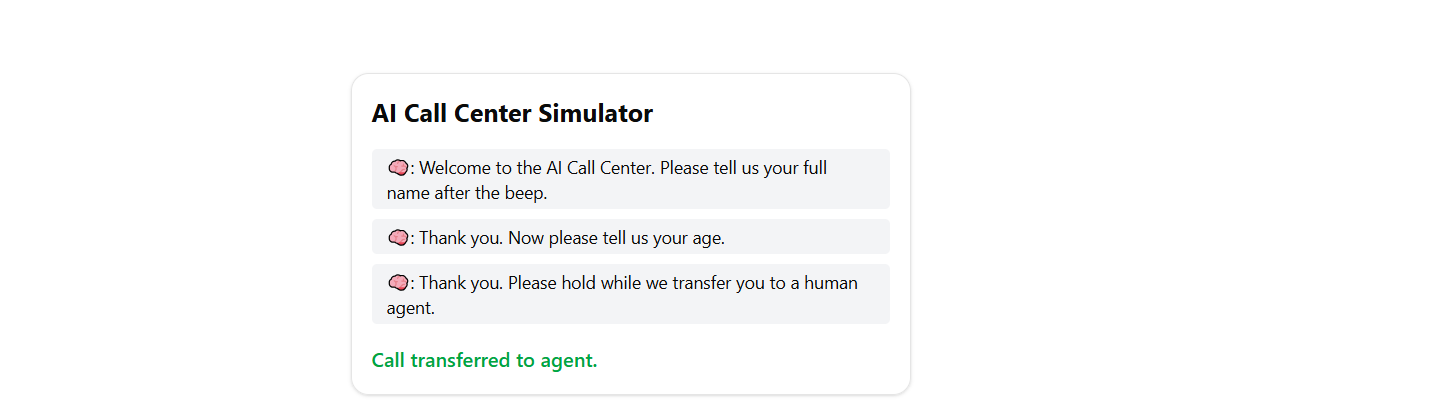 AI Call Center Simulator
🧠: Welcome to the AI Call Center. Please tell us your full
name after the beep.
🧠: Thank you. Now please tell us your age.
🧠: Thank you. Please hold while we transfer you to a human
agent.
Call transferred to agent.